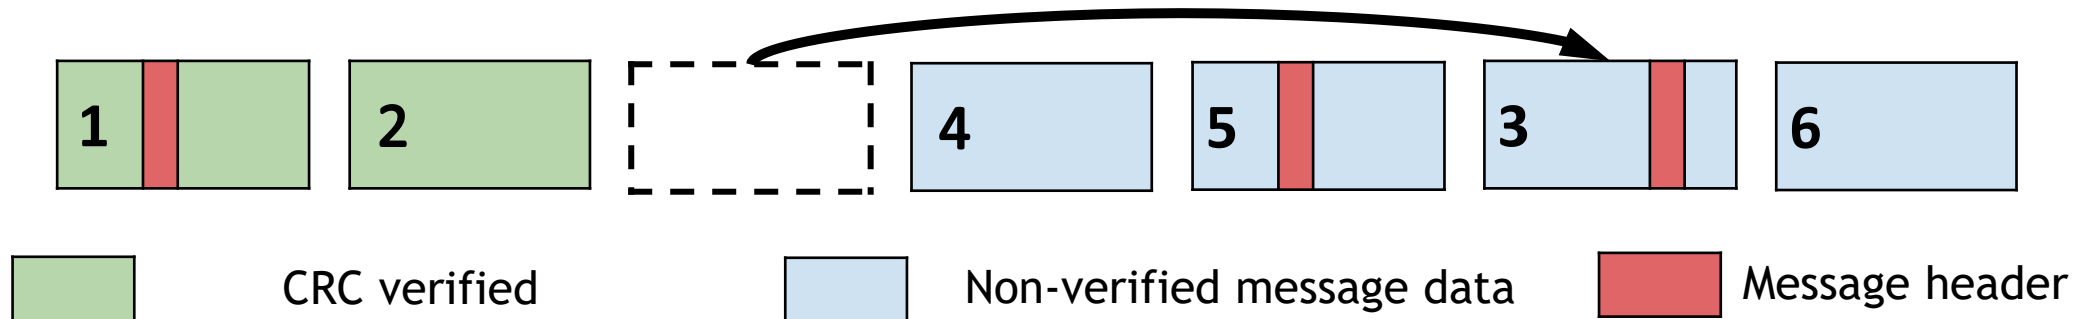 1 2 4 5 3 6
CRC verified Non-verified message data Message header